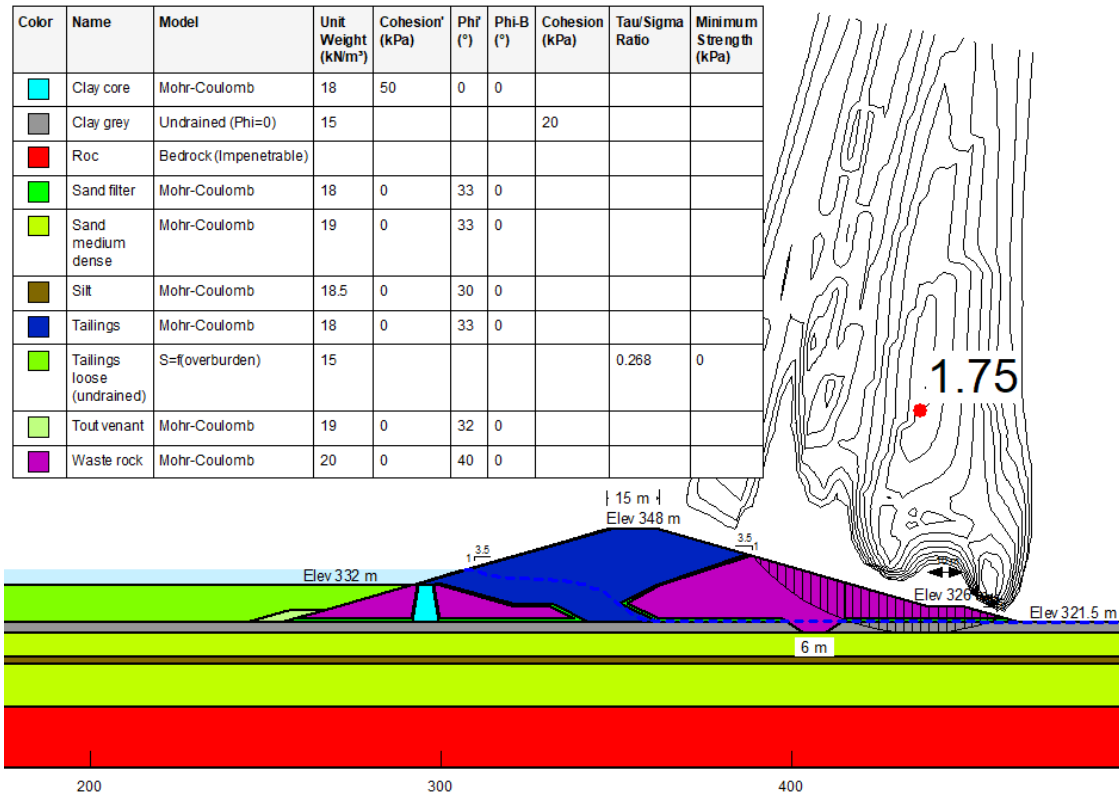 Color Name Model Unit Weight (kN/m³) Cohesion' (kPa) Phi' (°) Phi-B (°) Cohesion (kPa) Tau/Sigma Ratio Minimum Strength (kPa)
Clay core Mohr-Coulomb 18 50 0 0
Clay grey Undrained (Phi=0) 15 20
Roc Bedrock (Impenetrable)
Sand filter Mohr-Coulomb 18 0 33 0
Sand medium dense Mohr-Coulomb 19 0 33 0
Silt Mohr-Coulomb 18.5 0 30 0
Tailings Mohr-Coulomb 18 0 33 0
Tailings loose (undrained) S=f(overburden) 15 0.268 0
Tout venant Mohr-Coulomb 19 0 32 0
Waste rock Mohr-Coulomb 20 0 40 0
1.75
15 m
Elev 348 m
3.5
1
3.5
1
Elev 332 m
Elev 326
Elev 321.5 m
6 m
200 300 400